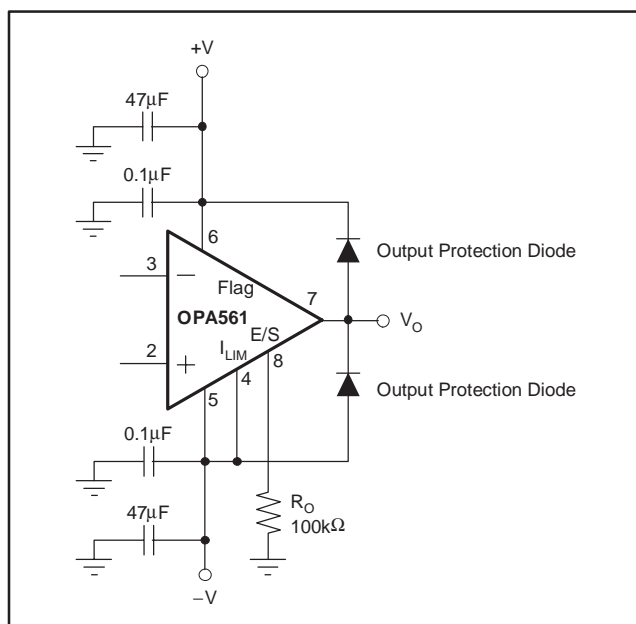 +V
47μF
0.1μF
6
Output Protection Diode
3
−
Flag
7
OPA561
V_O
E/S
2
+
I_LIM
8
4
5
Output Protection Diode
0.1μF
R_O
100kΩ
47μF
−V